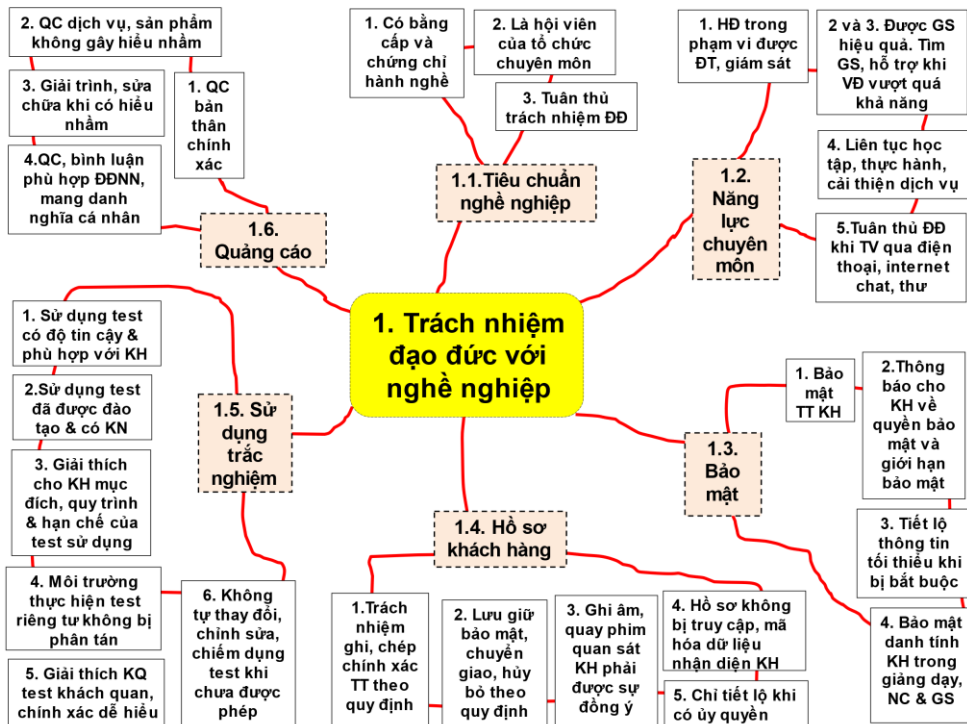 1. Trách nhiệm
đạo đức với
nghề nghiệp
1.1.Tiêu chuẩn
nghề nghiệp
1. Có bằng
cấp và
chứng chỉ
hành nghề
2. Là hội viên
của tổ chức
chuyên môn
3. Tuân thủ
trách nhiệm ĐĐ
1.2.
Năng
lực
chuyên
môn
1. HĐ trong
phạm vi được
ĐT, giám sát
2 và 3. Được GS
hiệu quả. Tìm
GS, hỗ trợ khi
VĐ vượt quá
khả năng
4. Liên tục học
tập, thực hành,
cải thiện dịch vụ
5.Tuân thủ ĐĐ
khi TV qua điện
thoại, internet
chat, thư
1.3.
Bảo
mật
1. Bảo
mật
TT KH
2.Thông
báo cho
KH về
quyền bảo
mật và
giới hạn
bảo mật
3. Tiết lộ
thông tin
tối thiểu khi
bị bắt buộc
4. Bảo mật
danh tính
KH trong
giảng dạy,
NC & GS
1.4. Hồ sơ
khách hàng
1.Trách
nhiệm
ghi, chép
chính xác
TT theo
quy định
2. Lưu giữ
bảo mật,
chuyển
giao, hủy
bỏ theo
quy định
3. Ghi âm,
quay phim
quan sát
KH phải
được sự
đồng ý
4. Hồ sơ không
bị truy cập, mã
hóa dữ liệu
nhận diện KH
5. Chỉ tiết lộ khi
có ủy quyền
1.5. Sử
dụng
trắc
nghiệm
1. Sử dụng test
có độ tin cậy &
phù hợp với KH
2.Sử dụng test
đã được đào
tạo & có KN
3. Giải thích
cho KH mục
đích, quy trình
& hạn chế của
test sử dụng
4. Môi trường
thực hiện test
riêng tư không bị
phân tán
5. Giải thích KQ
test khách quan,
chính xác dễ hiểu
6. Không
tự thay đổi,
chỉnh sửa,
chiếm dụng
test khi
chưa được
phép
1.6.
Quảng cáo
1. QC
bản
thân
chính
xác
2. QC dịch vụ, sản phẩm
không gây hiểu nhầm
3. Giải trình, sửa
chữa khi có hiểu
nhầm
4.QC, bình luận
phù hợp ĐĐNN,
mang danh
nghĩa cá nhân